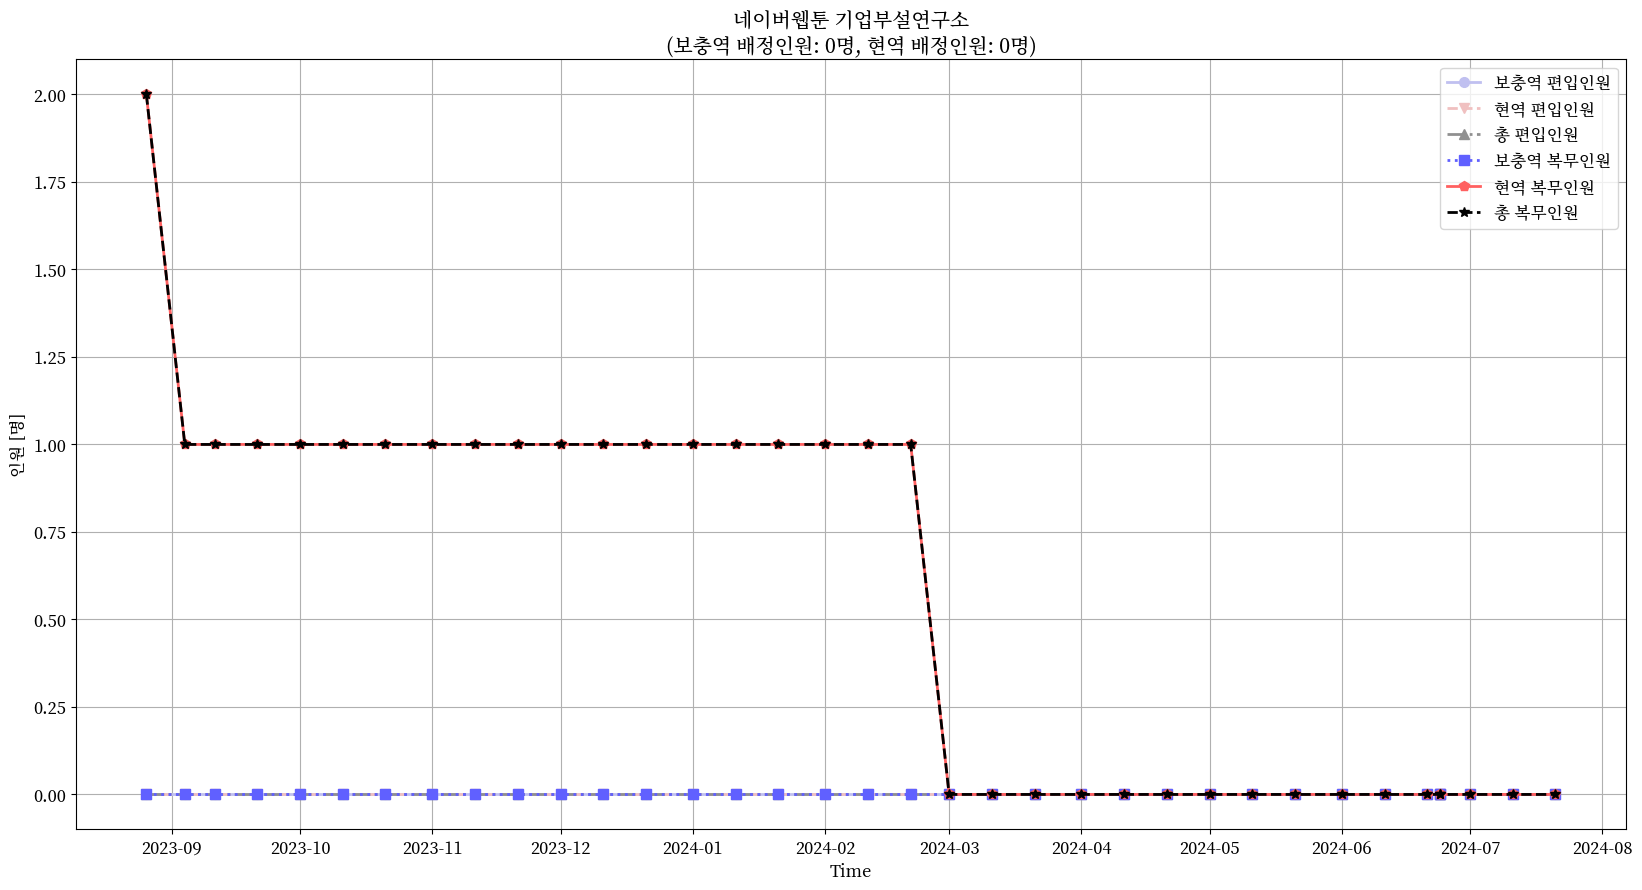 네이버웹툰 기업부설연구소
(보충역 배정인원: 0명, 현역 배정인원: 0명)
보충역 편입인원
현역 편입인원
총 편입인원
보충역 복무인원
현역 복무인원
총 복무인원
인원 [명]
2.00
1.75
1.50
1.25
1.00
0.75
0.50
0.25
0.00
2023-09 2023-10 2023-11 2023-12 2024-01 2024-02 2024-03 2024-04 2024-05 2024-06 2024-07 2024-08
Time